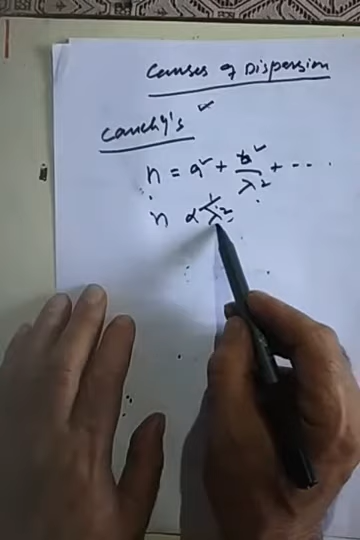 Causes of Dispersion
Cauchy's
n = a + b/λ² + ....
n ∝ 1/λ²